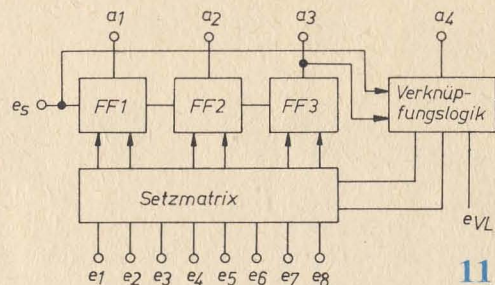 a1 a2 a3 a4
es FF1 FF2 FF3 Verknüp-
fungslogik
Setzmatrix
eVL
e1 e2 e3 e4 e5 e6 e7 e8
11